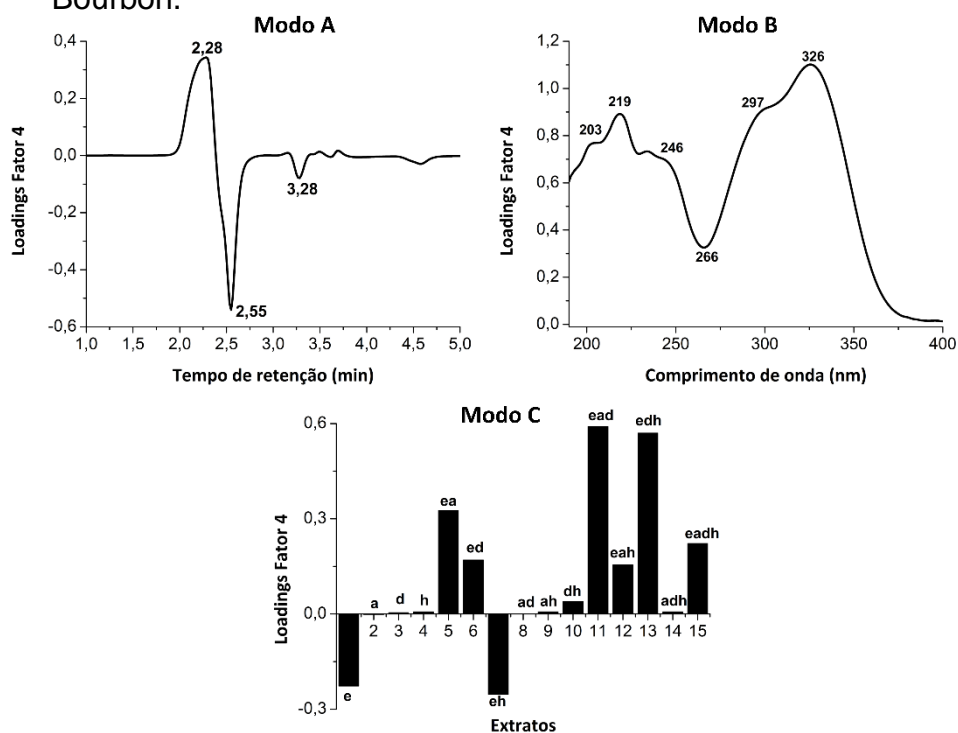 Bourbon.
Modo A
0,4
0,2
0,0
-0,2
-0,4
-0,6
Loadings Fator 4
2,28
2,55
3,28
1,0 1,5 2,0 2,5 3,0 3,5 4,0 4,5 5,0
Tempo de retenção (min)
Modo B
1,2
1,0
0,8
0,6
0,4
0,2
0,0
Loadings Fator 4
203
219
246
266
297
326
200 250 300 350 400
Comprimento de onda (nm)
Modo C
0,6
0,3
0,0
-0,3
Loadings Fator 4
e a d h ea ed eh ad ah dh ead eah edh adh eadh
2 3 4 5 6 8 9 10 11 12 13 14 15
Extratos